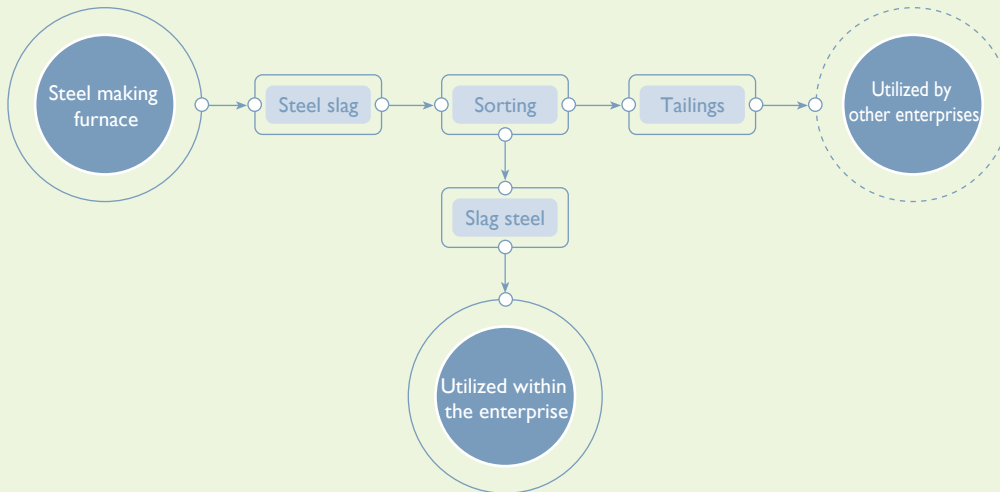 Steel making
furnace
Steel slag
Sorting
Tailings
Utilized by
other enterprises
Slag steel
Utilized within
the enterprise